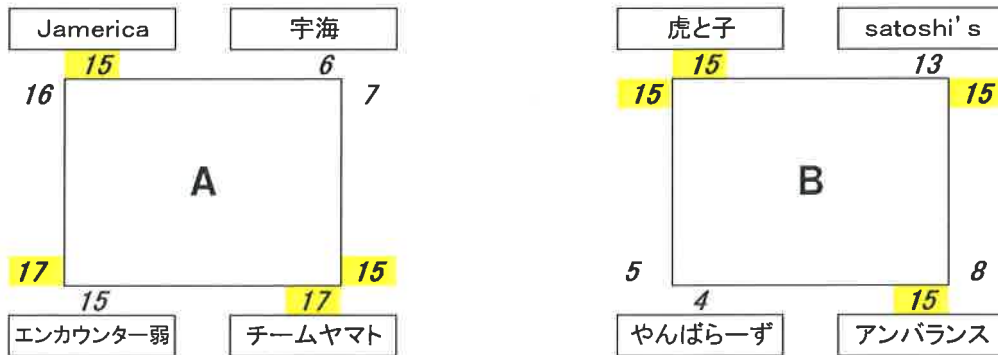 Jamerica 宇海 虎と子 satoshi's
15 6 15 13
16 7 15 15
A B
17 15 5 8
15 17 4 15
エンカウンター弱 チームヤマト やんばらーず アンバランス